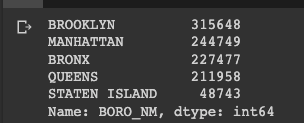 BROOKLYN 315648
MANHATTAN 244749
BRONX 227477
QUEENS 211958
STATEN ISLAND 48743
Name: BORO_NM, dtype: int64